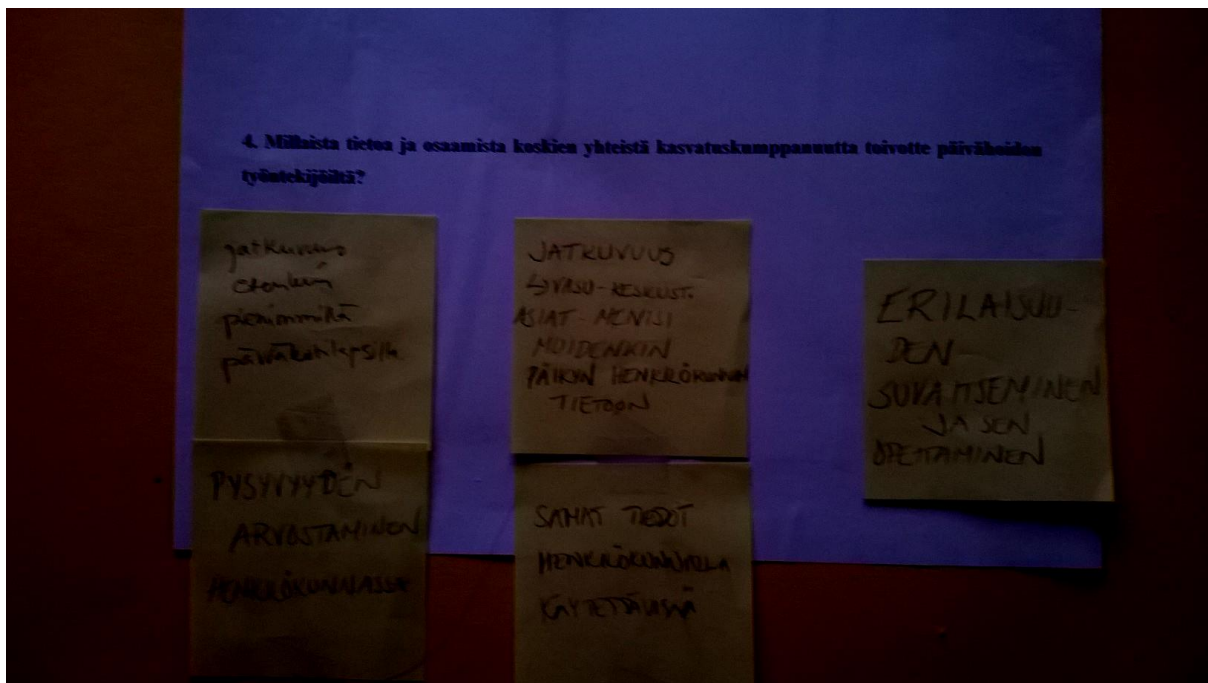 4. Millaista tietoa ja osaamista koskien yhteistä kasvatuskumppanuutta toivotte päivähoidon
työntekijöiltä?
jatkuvuus
etenkin
pienimmillä
päiväkotilapsilla
PYSYVYYDEN
ARVOSTAMINEN
HENKILÖKUNNASSA
JATKUVUUS
↳ VASU-KESKUST.
ASIAT - MENISI
MUIDENKIN
PÄIKYN HENKILÖKUNNAN
TIETOON
SAMAT TIEDOT
HENKILÖKUNNALLA
KÄYTETTÄVISSÄ
ERILAISUU-
DEN
SUVAITSEMINEN
JA SEN
OPETTAMINEN